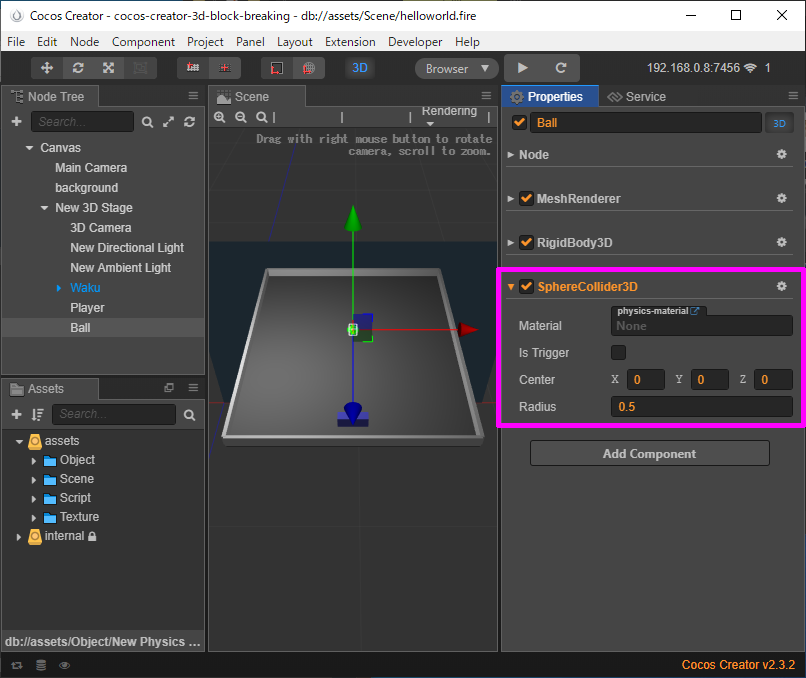 Cocos Creator - cocos-creator-3d-block-breaking - db://assets/Scene/helloworld.fire
File Edit Node Component Project Panel Layout Extension Developer Help
3D
Browser
192.168.0.8:7456 1
Node Tree
Search...
Canvas
Main Camera
background
New 3D Stage
3D Camera
New Directional Light
New Ambient Light
Waku
Player
Ball
Assets
Search...
assets
Object
Scene
Script
Texture
internal
db://assets/Object/New Physics ...
Scene
Rendering
Drag with right mouse button to rotate
camera, scroll to zoom.
Properties
Service
Ball
3D
Node
MeshRenderer
RigidBody3D
SphereCollider3D
physics-material
Material None
Is Trigger
Center X 0 Y 0 Z 0
Radius 0.5
Add Component
Cocos Creator v2.3.2